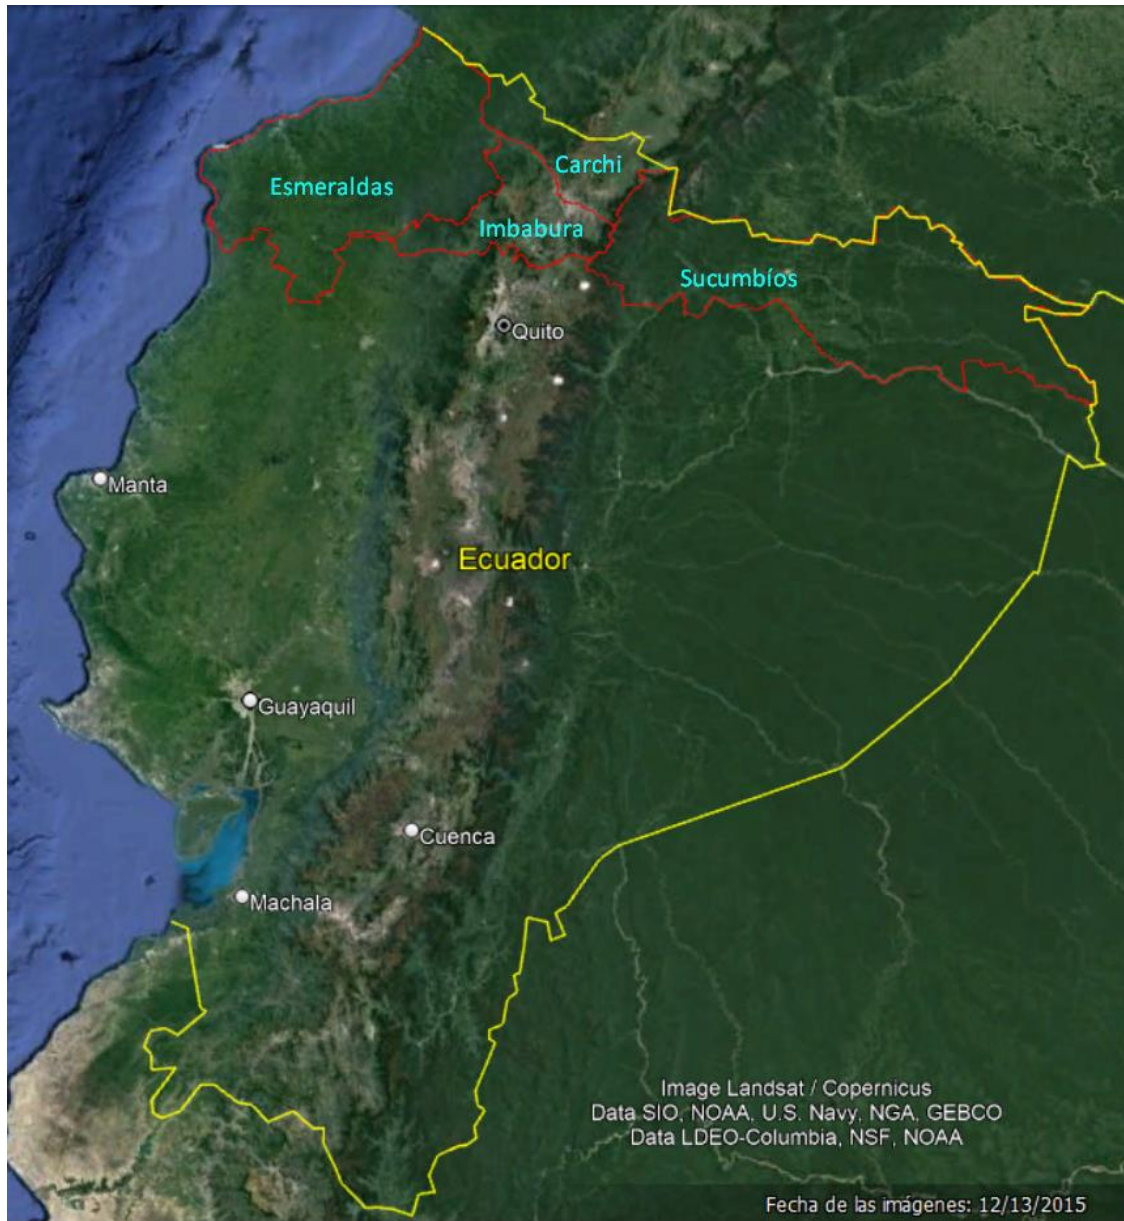 Carchi
Esmeraldas
Imbabura
Sucumbíos
Quito
Manta
Ecuador
Guayaquil
Cuenca
Machala
Image Landsat / Copernicus
Data SIO, NOAA, U.S. Navy, NGA, GEBCO
Data LDEO-Columbia, NSF, NOAA
Fecha de las imágenes: 12/13/2015